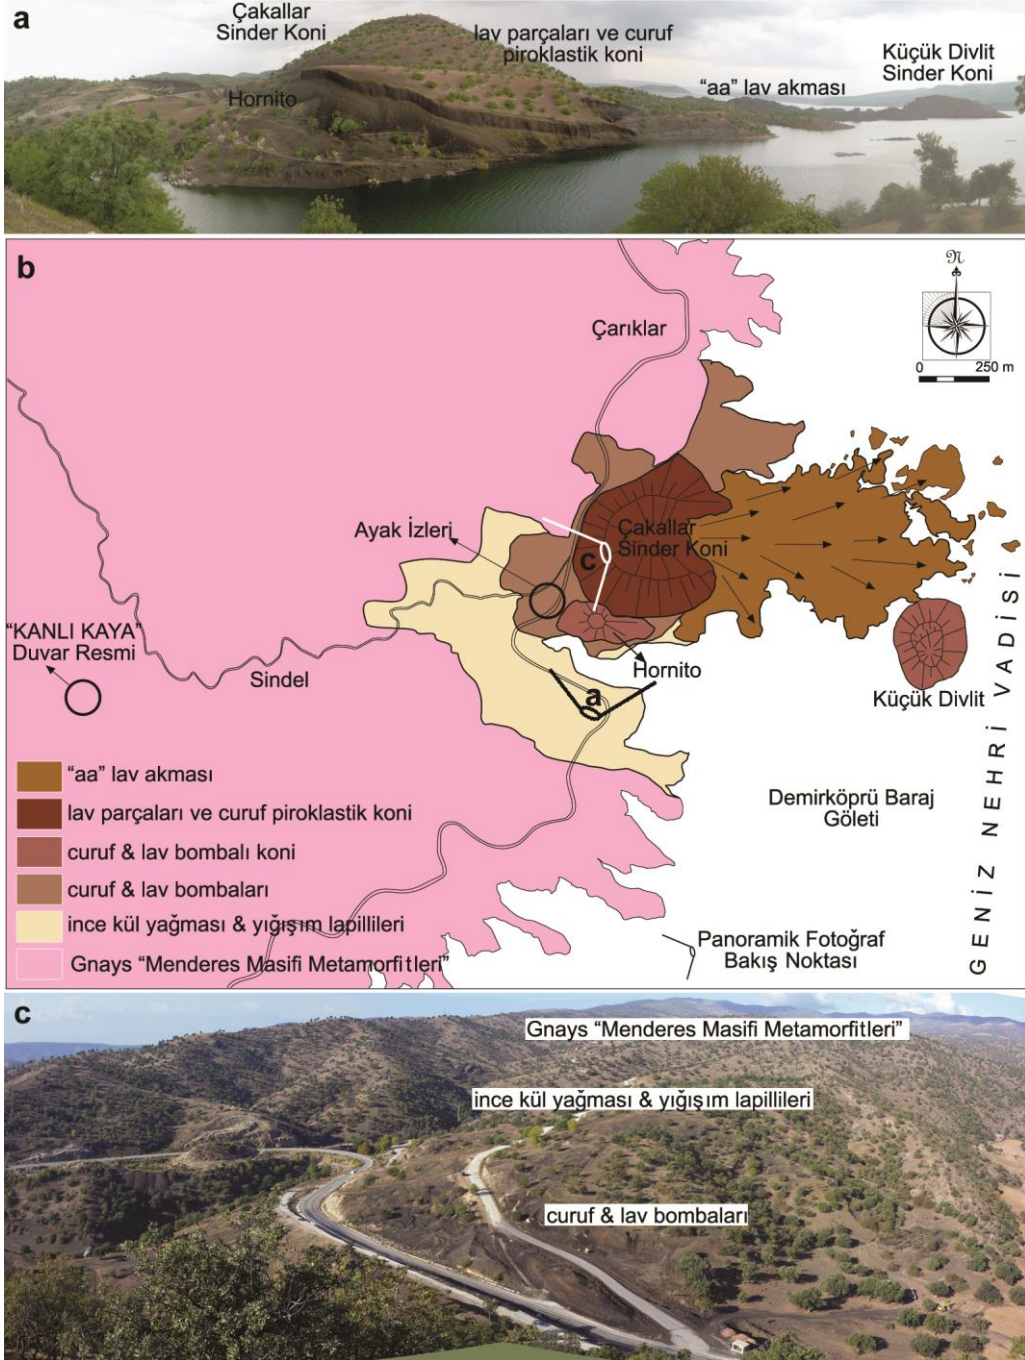 a
Çakallar
Sinder Koni
lav parçaları ve curuf
piroklastik koni
Küçük Divlit
Sinder Koni
"aa" lav akması
Hornito
b
N
0 250 m
Çarıklar
Ayak İzleri
Çakallar
Sinder Koni
c
"KANLI KAYA"
Duvar Resmi
Sindel
Hornito
a
Küçük Divlit
GENİZ NEHRİ VADİSİ
Demirköprü Baraj
Göleti
"aa" lav akması
lav parçaları ve curuf piroklastik koni
curuf & lav bombalı koni
curuf & lav bombaları
ince kül yağması & yığışım lapillileri
Gnays "Menderes Masifi Metamorfitleri"
Panoramik Fotoğraf
Bakış Noktası
c
Gnays "Menderes Masifi Metamorfitleri"
ince kül yağması & yığışım lapillileri
curuf & lav bombaları